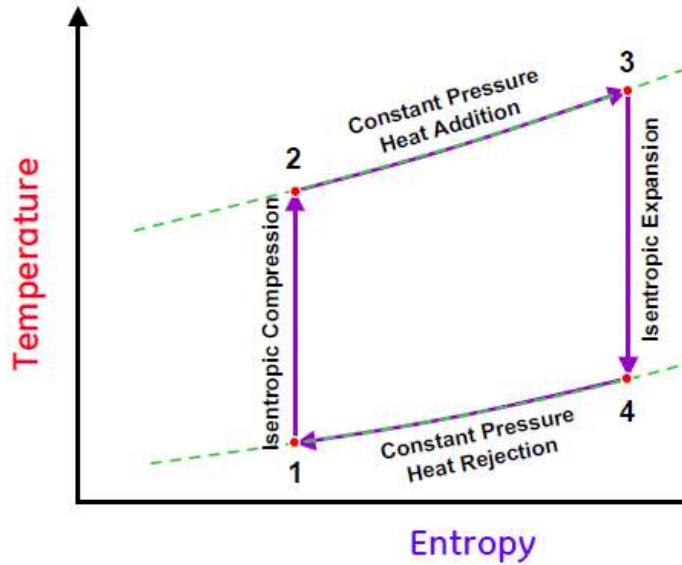 3
Constant Pressure
Heat Addition
2
Temperature
Isentropic Compression
Isentropic Expansion
4
1
Constant Pressure
Heat Rejection
Entropy